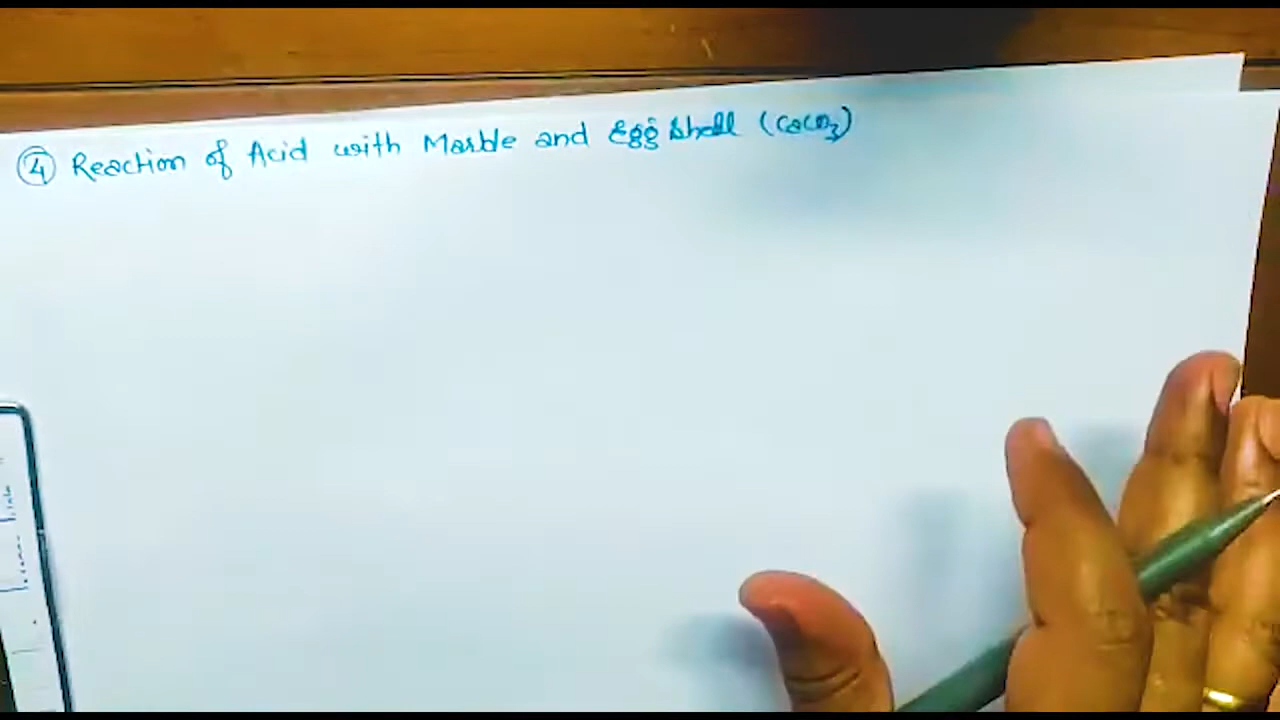 ④ Reaction of Acid with Marble and Egg shell (CaCO₃)